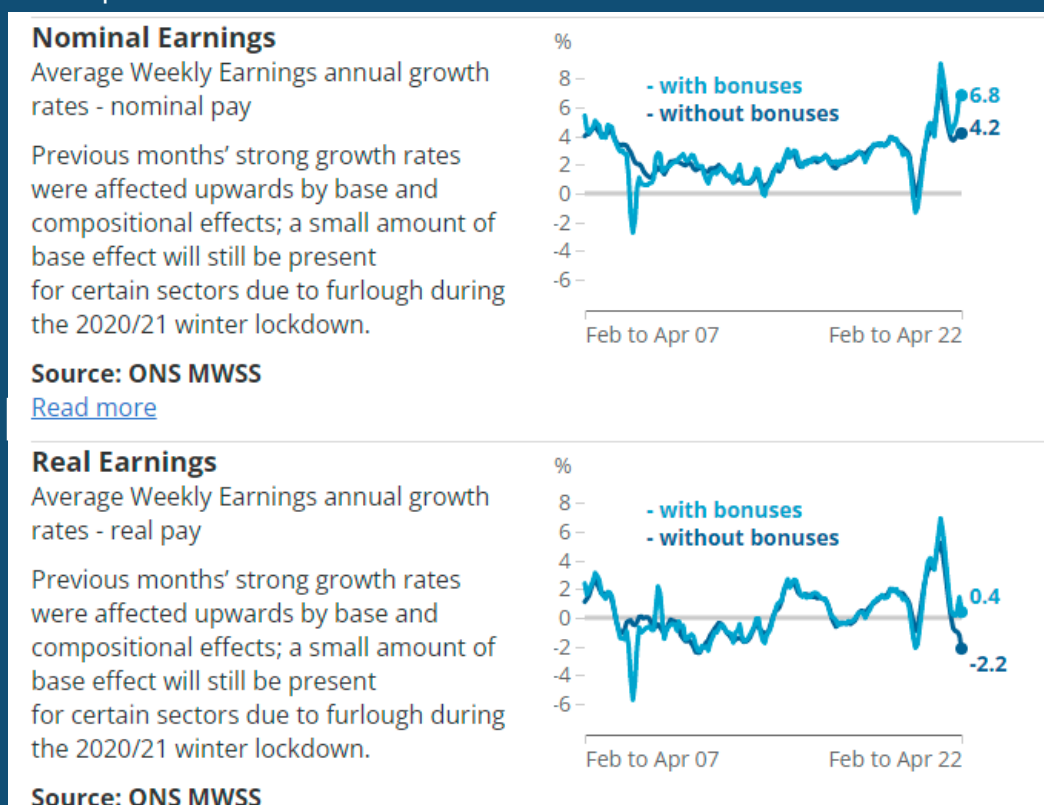 Nominal Earnings
Average Weekly Earnings annual growth
rates - nominal pay
Previous months’ strong growth rates
were affected upwards by base and
compositional effects; a small amount of
base effect will still be present
for certain sectors due to furlough during
the 2020/21 winter lockdown.
Source: ONS MWSS
Read more
%
8
6
4
2
0
-2
-4
-6
- with bonuses
- without bonuses
6.8
4.2
Feb to Apr 07
Feb to Apr 22
Real Earnings
Average Weekly Earnings annual growth
rates - real pay
Previous months’ strong growth rates
were affected upwards by base and
compositional effects; a small amount of
base effect will still be present
for certain sectors due to furlough during
the 2020/21 winter lockdown.
Source: ONS MWSS
%
8
6
4
2
0
-2
-4
-6
- with bonuses
- without bonuses
0.4
-2.2
Feb to Apr 07
Feb to Apr 22